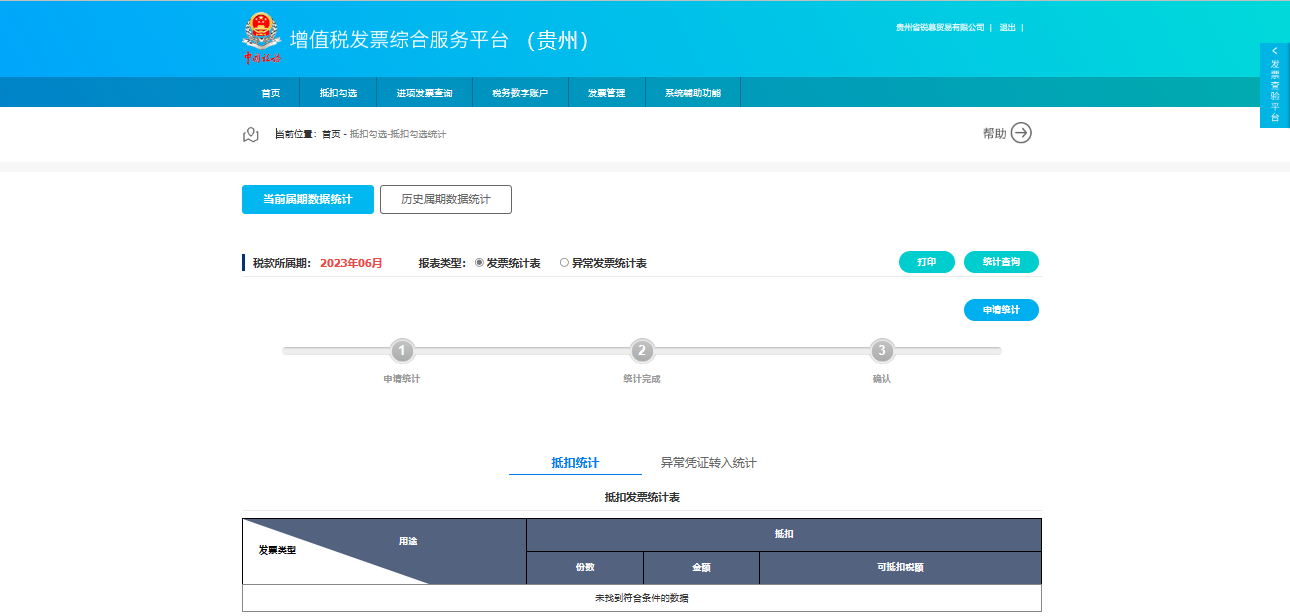 增值税发票综合服务平台 （贵州）
中国税务
贵州省锐慕贸易有限公司 | 退出 |
< 发票查验平台
首页 抵扣勾选 进项发票查询 税务数字账户 发票管理 系统辅助功能
当前位置：首页 - 抵扣勾选-抵扣勾选统计
帮助
当前属期数据统计 历史属期数据统计
税款所属期： 2023年06月 报表类型： 发票统计表 异常发票统计表 打印 统计查询
申请统计
1 2 3
申请统计 统计完成 确认
抵扣统计 异常凭证转入统计
抵扣发票统计表
发票类型 用途 抵扣
份数 金额 可抵扣税额
未找到符合条件的数据